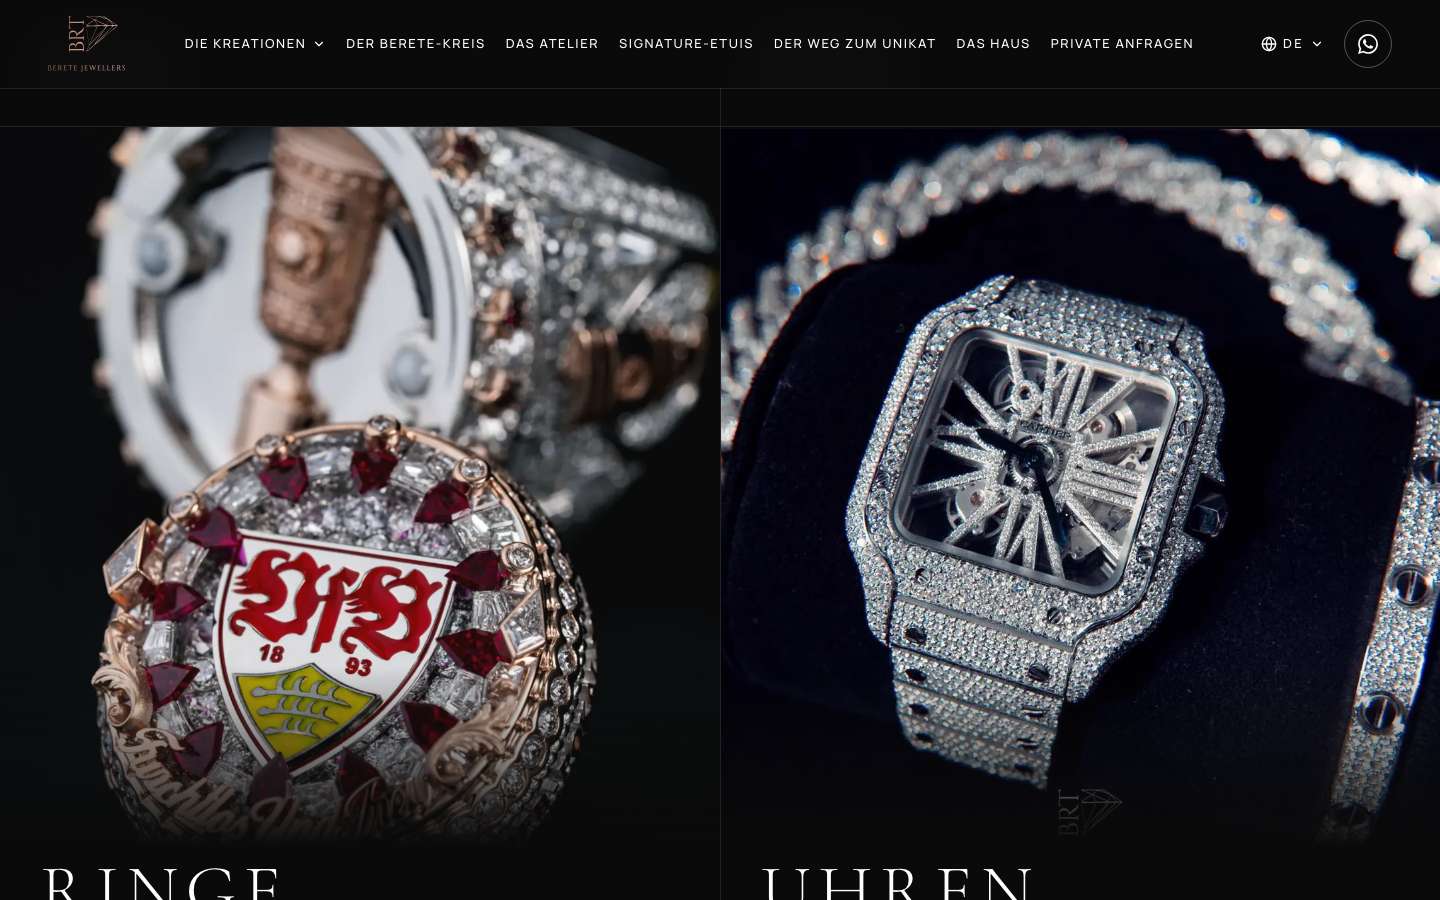 BRT
BERETE JEWELLERS
DIE KREATIONEN
DER BERETE-KREIS
DAS ATELIER
SIGNATURE-ETUIS
DER WEG ZUM UNIKAT
DAS HAUS
PRIVATE ANFRAGEN
DE
VfB
18 93
CARTIER
BRT
RINGE
UHREN